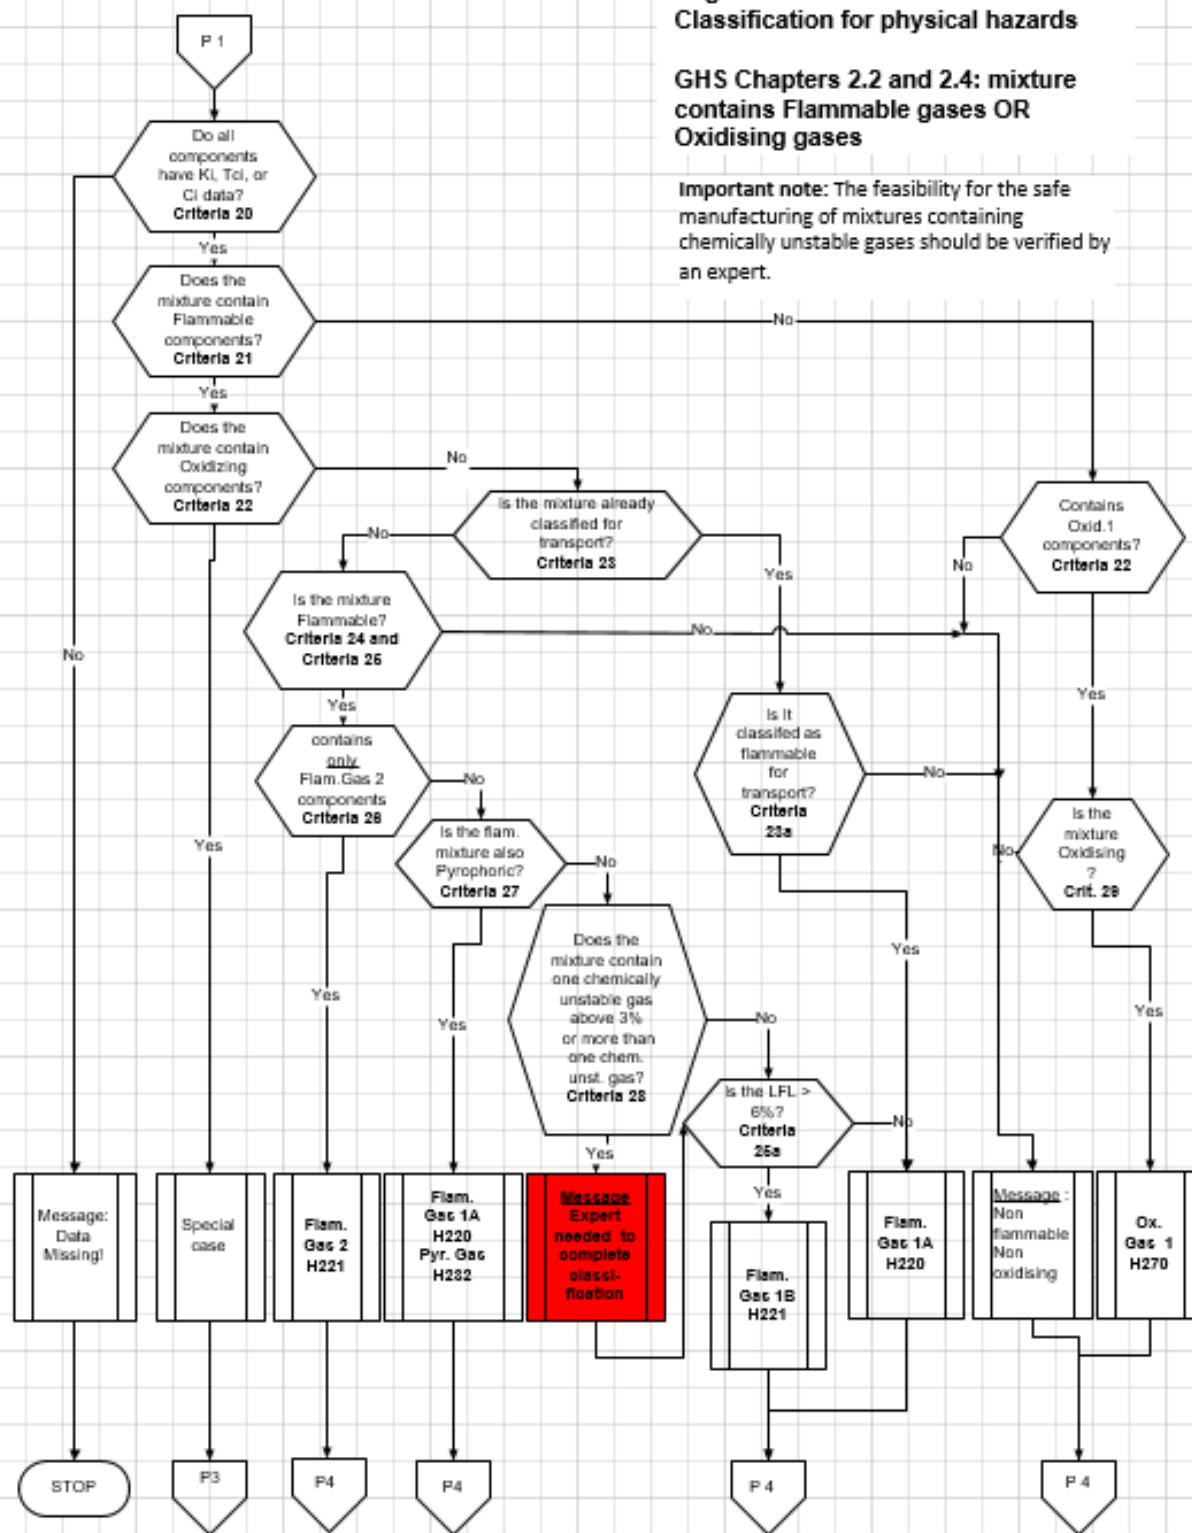 P 1
Classification for physical hazards
GHS Chapters 2.2 and 2.4: mixture
contains Flammable gases OR
Oxidising gases
Important note: The feasibility for the safe
manufacturing of mixtures containing
chemically unstable gases should be verified by
an expert.
Do all
components
have Ki, Tci, or
Ci data?
Criteria 20
Yes
Does the
mixture contain
Flammable
components?
Criteria 21
No
Yes
Does the
mixture contain
Oxidizing
components?
Criteria 22
No
Is the mixture already
classified for
transport?
Criteria 23
No
Yes
Contains
Oxid.1
components?
Criteria 22
No
Is the mixture
Flammable?
Criteria 24 and
Criteria 25
No
No
Yes
Yes
contains
only
Flam.Gas 2
components
Criteria 26
No
Is it
classifed as
flammable
for
transport?
Criteria
23a
No
Is the flam.
mixture also
Pyrophoric?
Criteria 27
No
Is the
mixture
Oxidising
?
Crit. 29
No
Yes
Does the
mixture contain
one chemically
unstable gas
above 3%
or more than
one chem.
unst. gas?
Criteria 28
No
Yes
Yes
Yes
Yes
Is the LFL >
6%?
Criteria
25a
No
Yes
Yes
Message:
Data
Missing!
Special
case
Flam.
Gas 2
H221
Flam.
Gas 1A
H220
Pyr. Gas
H232
Message
Expert
needed to
complete
classi-
fication
Flam.
Gas 1B
H221
Flam.
Gas 1A
H220
Message :
Non
flammable
Non
oxidising
Ox.
Gas 1
H270
STOP
P3
P4
P4
P 4
P 4